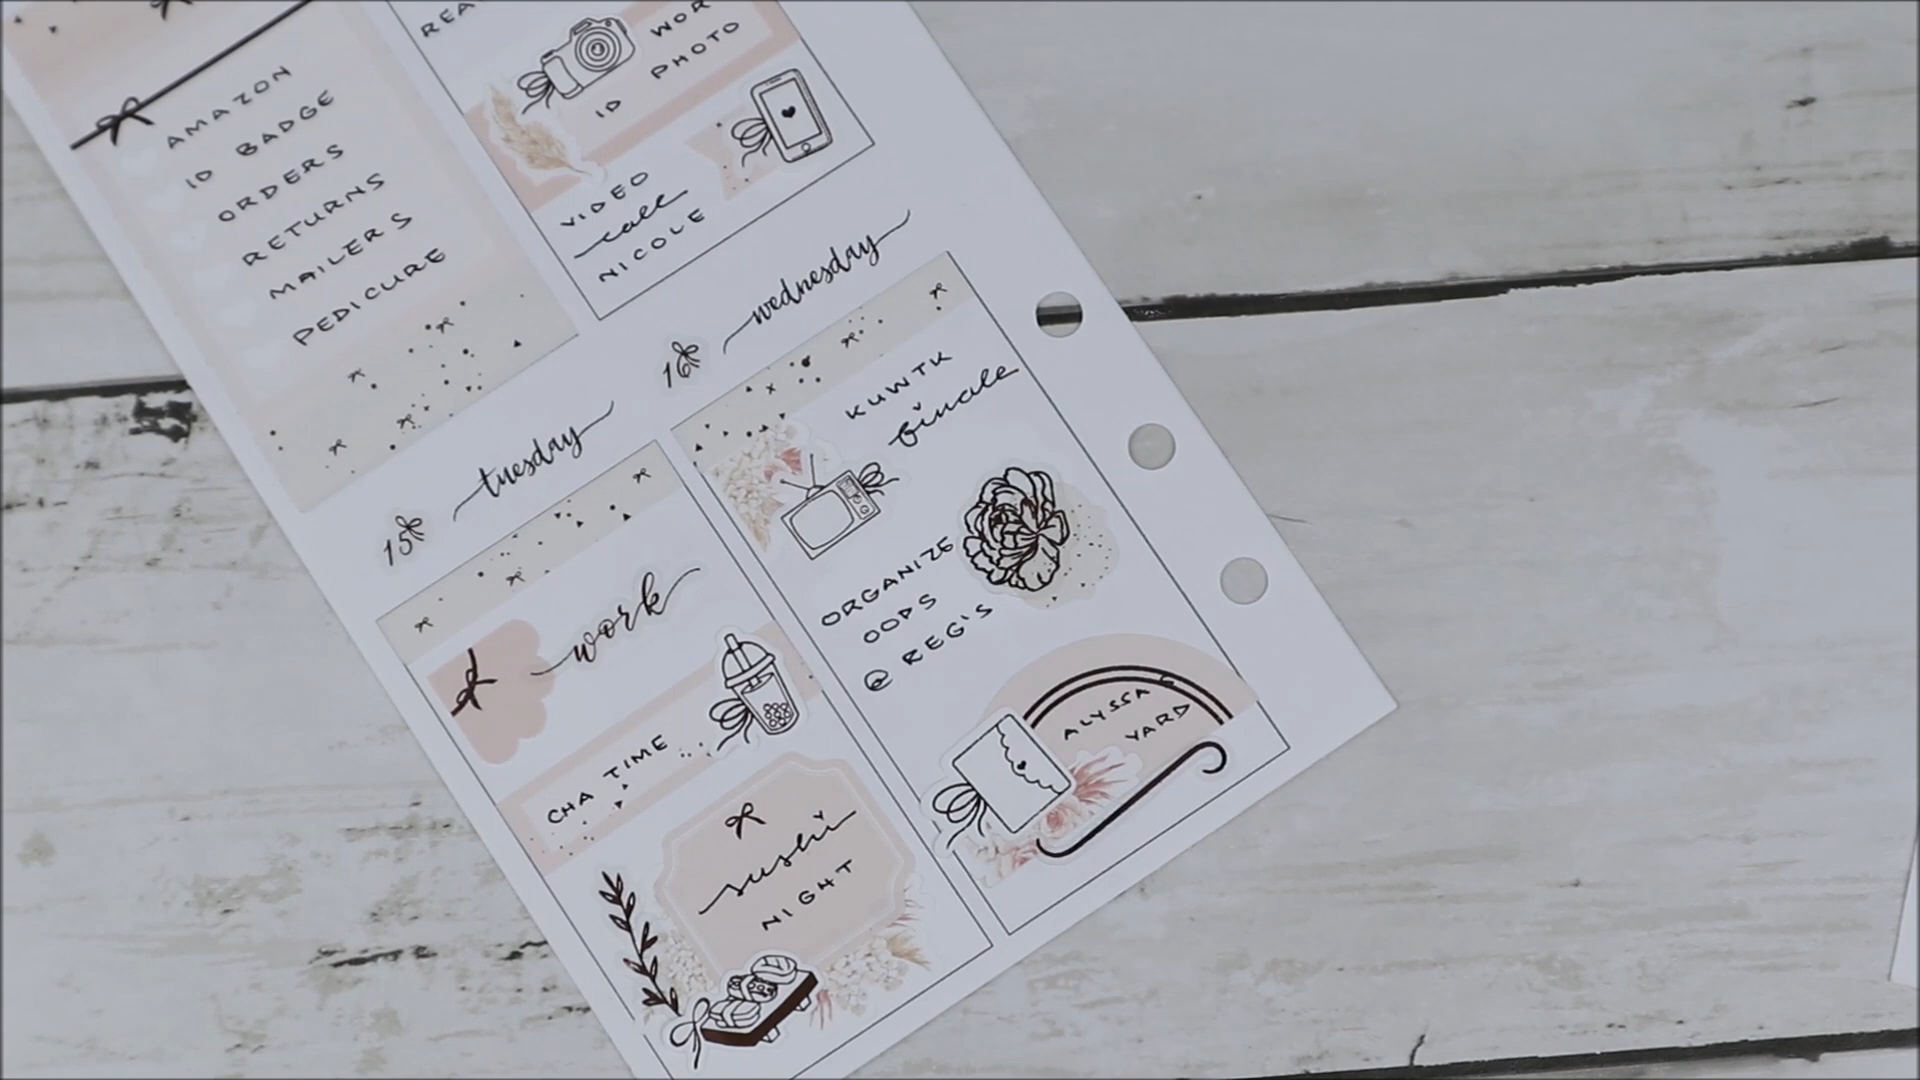 AMAZON
ID BADGE
ORDERS
RETURNS
MAILERS
PEDICURE
PHOTO
ID
VIDEO
call
NICOLE
15
tuesday
work
CHA TIME
sushi
NIGHT
16
wednesday
KUWTK
finale
ORGANIZE
OOPS
@ REG'S
ALYSSA
YARD